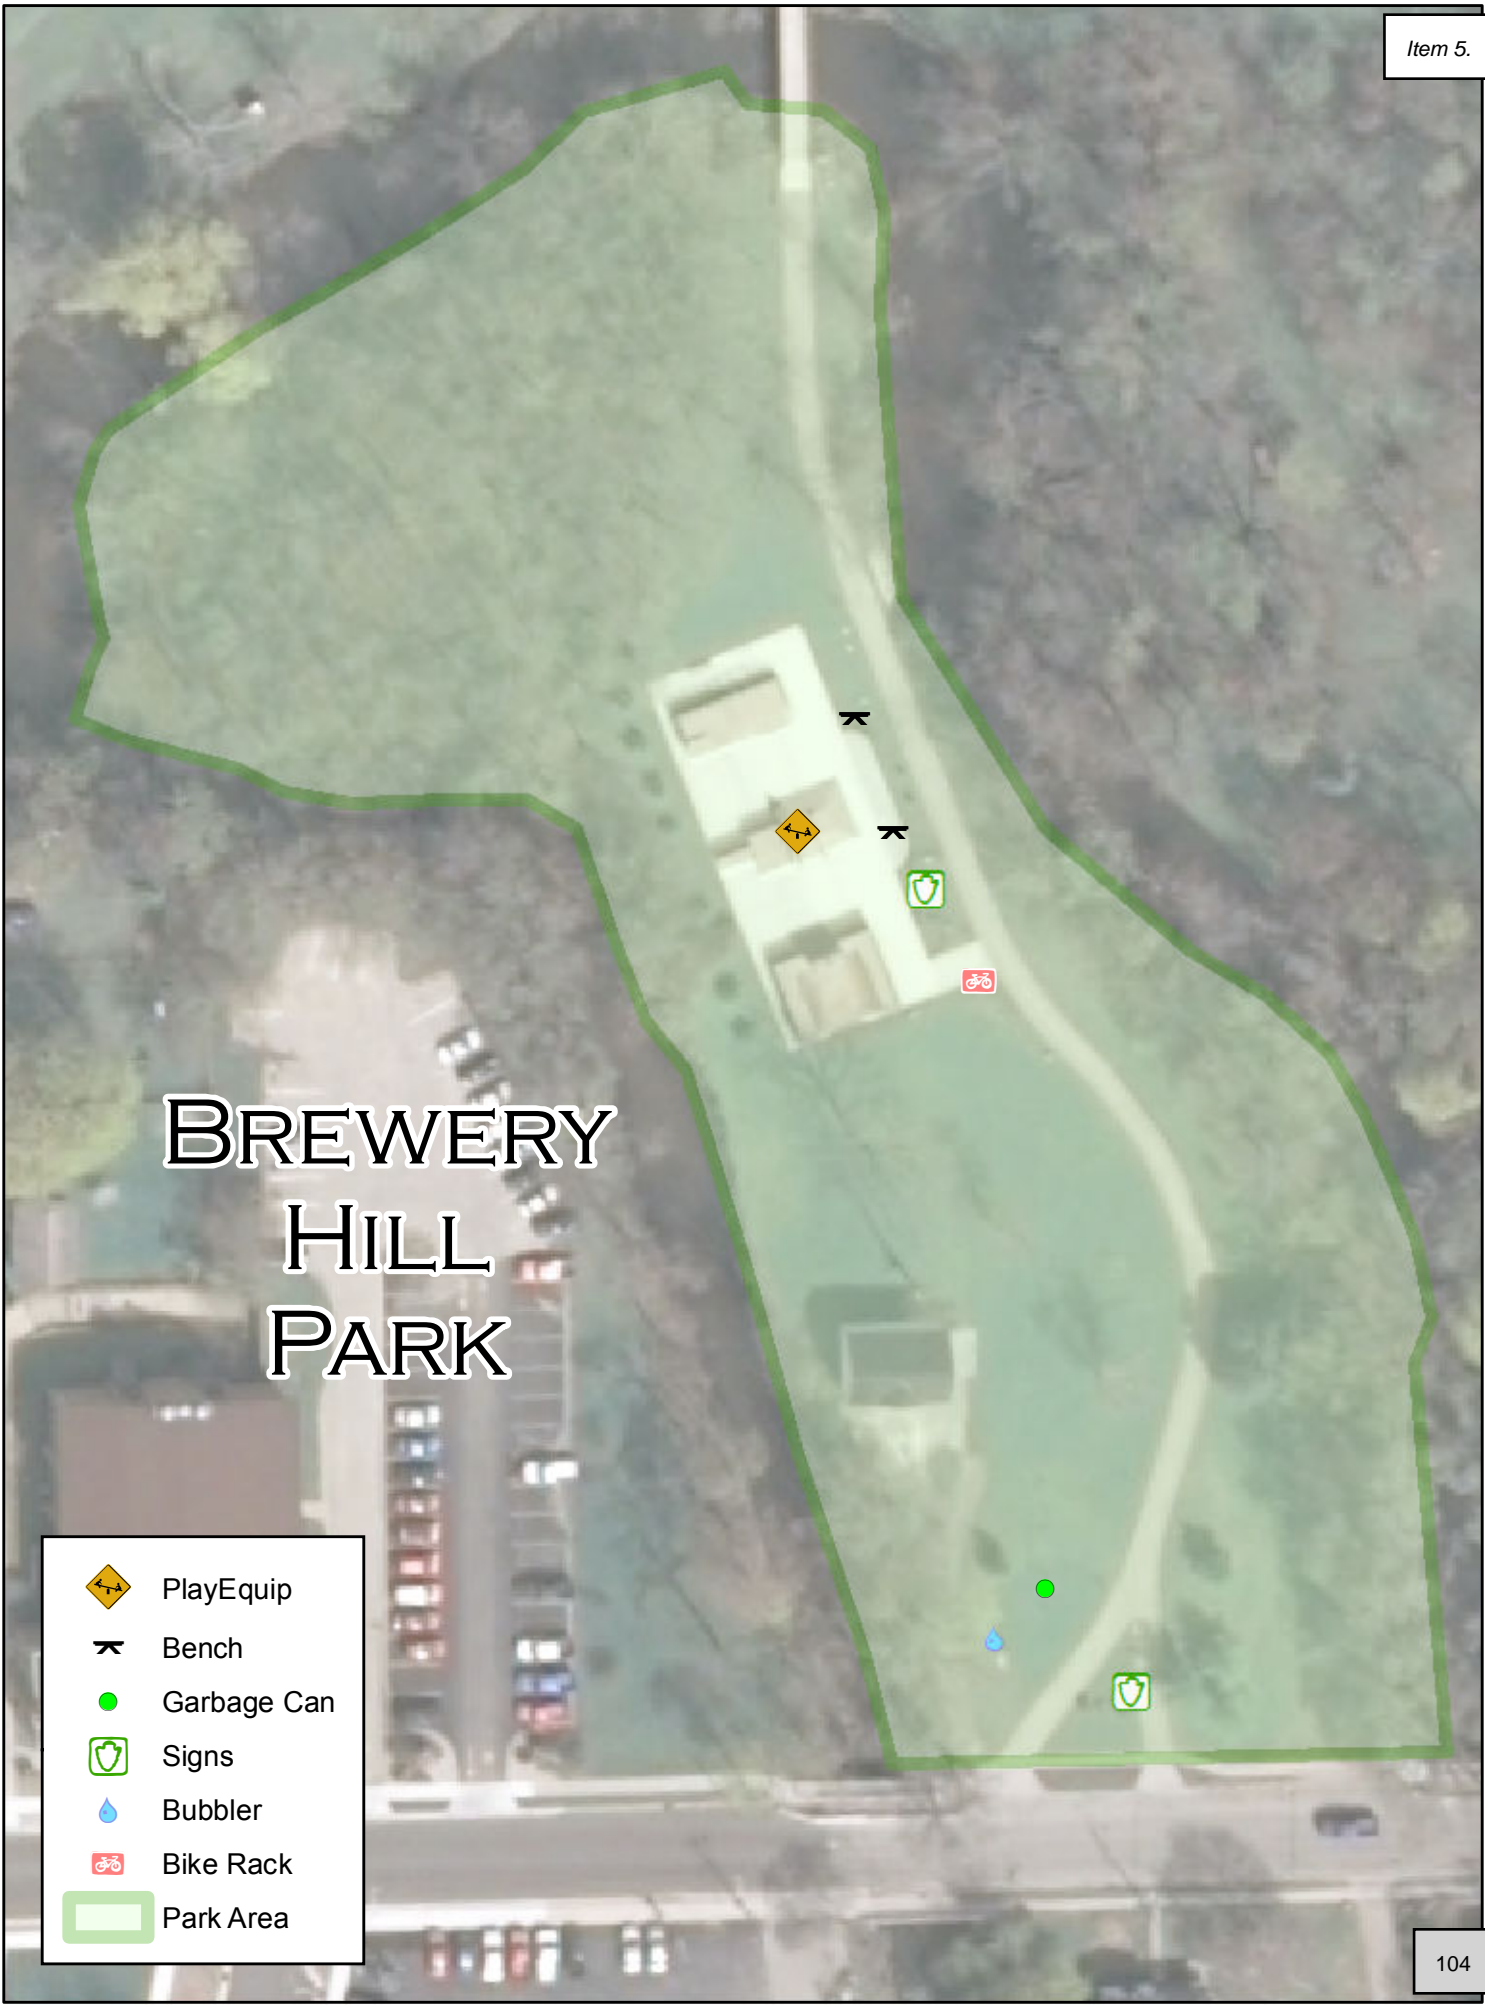 Item 5.
BREWERY
HILL
PARK
PlayEquip
Bench
Garbage Can
Signs
Bubbler
Bike Rack
Park Area
104